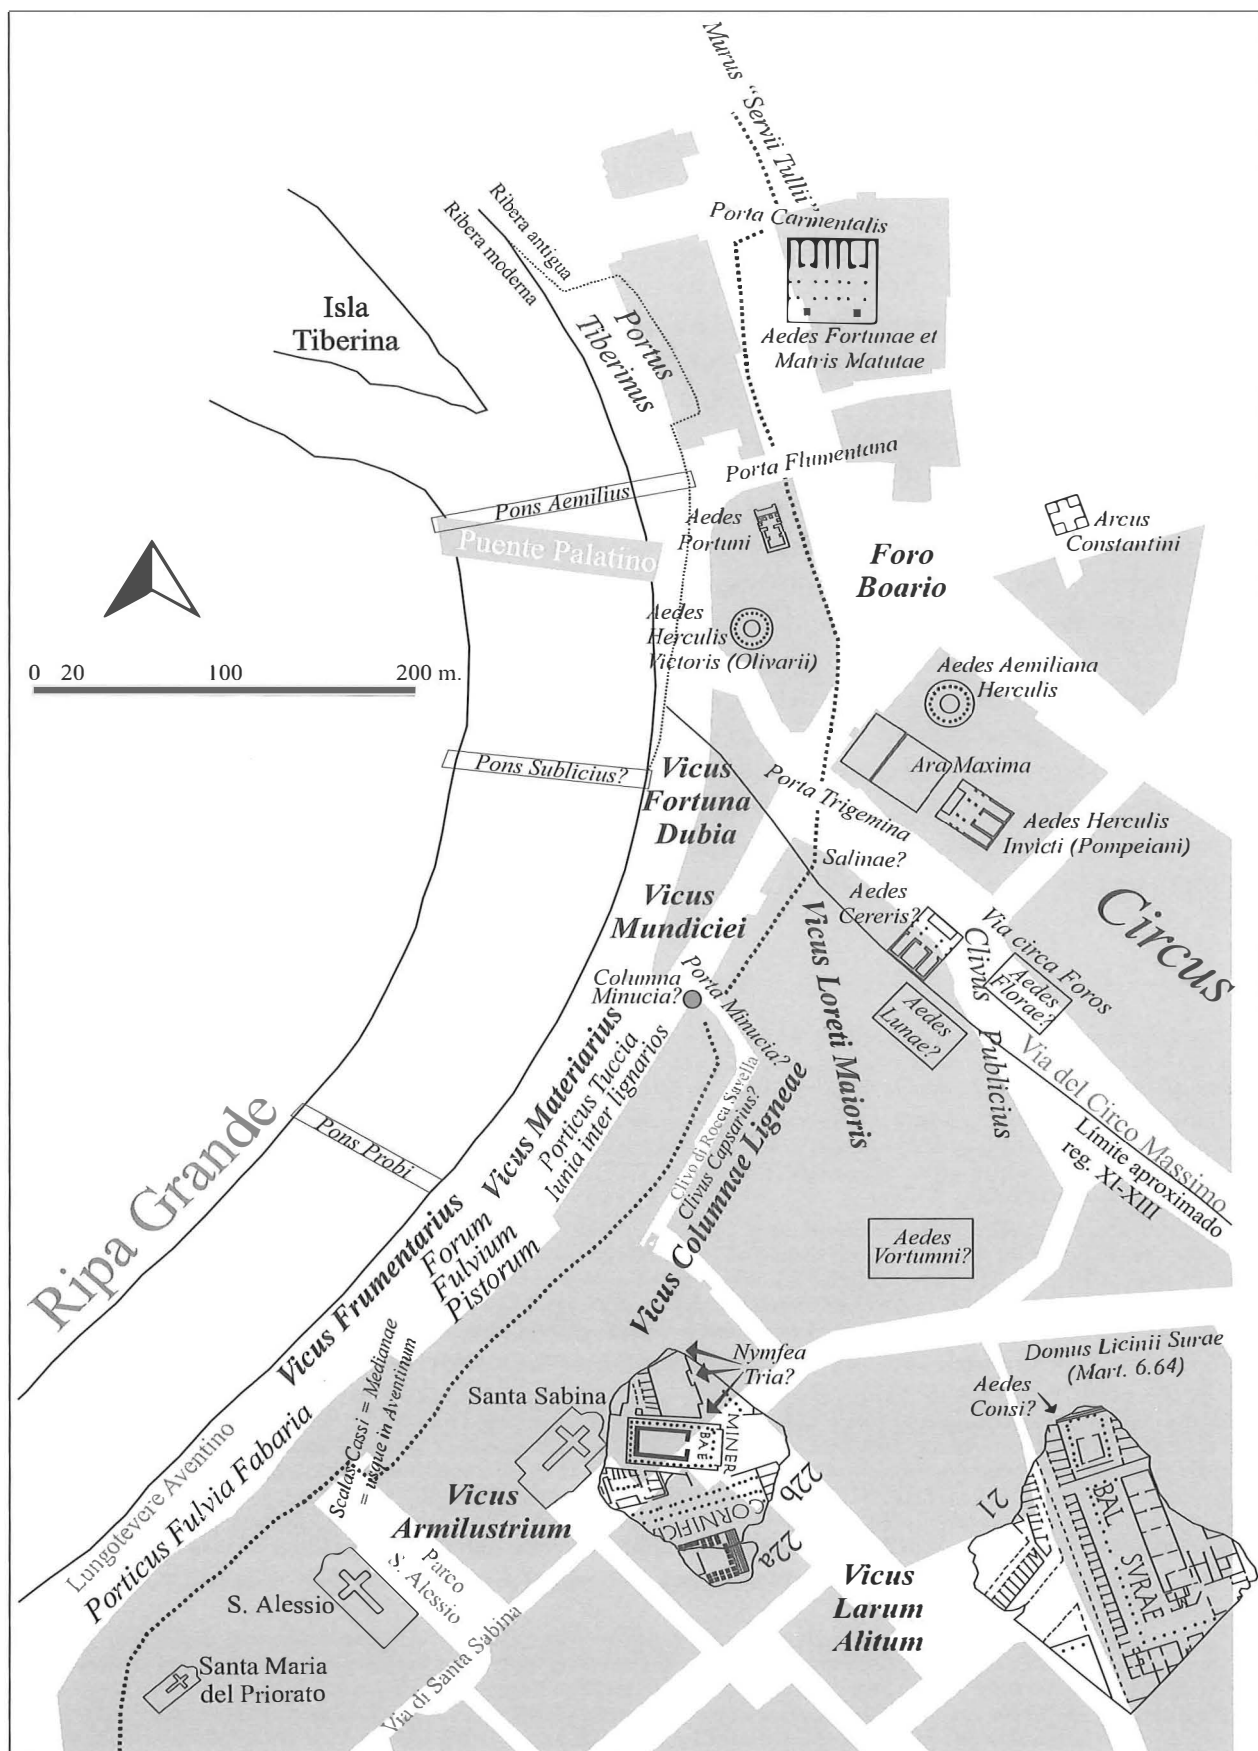 Murus "Servii Tullii"
Porta Carmentalis
Ribera antigua
Ribera moderna
Isla
Tiberina
Portus
Tiberinus
Aedes Fortunae et
Matris Matutae
Porta Flumentana
Pons Aemilius
Puente Palatino
Aedes
Portuni
Arcus
Constantini
Foro
Boario
Aedes
Herculis
Victoris (Olivarii)
0 20 100 200 m.
Aedes Aemiliana
Herculis
Ara Maxima
Pons Sublicius?
Vicus
Fortuna
Dubia
Porta Trigemina
Aedes Herculis
Invicti (Pompeiani)
Salinae?
Aedes
Cereris?
Circus
Vicus
Mundiciei
Vicus Loreti Maioris
Clivus Publicius
Via circa Foros
Aedes
Florae?
Aedes
Lunae?
Columna
Minucia?
Porta Minucia?
Via del Circo Massimo
Límite aproximado
reg. XI-XIII
Vicus Materiarius
Porticus Tuccia
Iunia inter lignarios
Clivo di Rocca Savella
Clivus Capsarius?
Vicus Columnae Ligneae
Pons Probi
Ripa Grande
Vicus Frumentarius
Forum
Fulvium
Pistorum
Aedes
Vortumni?
Nymfea
Tria?
Domus Licinii Surae
(Mart. 6.64)
Aedes
Consi?
Scalas Cassi = Medianae
= usque in Aventinum
Santa Sabina
MINER
BAE
CORNIFICI
22b
22a
21
BAL
SVRAE
Lungotevere Aventino
Porticus Fulvia Fabaria
Vicus
Armilustrium
Parco
S. Alessio
S. Alessio
Vicus
Larum
Alitum
Santa Maria
del Priorato
Via di Santa Sabina